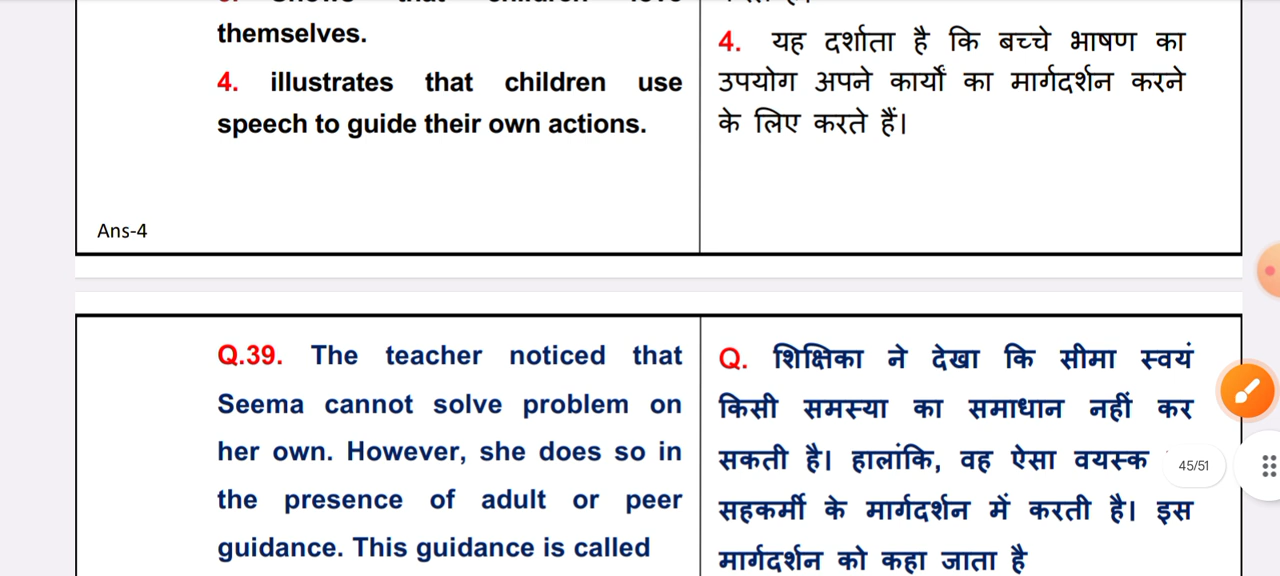 themselves.
4. illustrates that children use
speech to guide their own actions.
Ans-4
4. यह दर्शाता है कि बच्चे भाषण का
उपयोग अपने कार्यों का मार्गदर्शन करने
के लिए करते हैं।
Q.39. The teacher noticed that
Seema cannot solve problem on
her own. However, she does so in
the presence of adult or peer
guidance. This guidance is called
Q. शिक्षिका ने देखा कि सीमा स्वयं
किसी समस्या का समाधान नहीं कर
सकती है। हालांकि, वह ऐसा वयस्क
सहकर्मी के मार्गदर्शन में करती है। इस
मार्गदर्शन को कहा जाता है
45/51